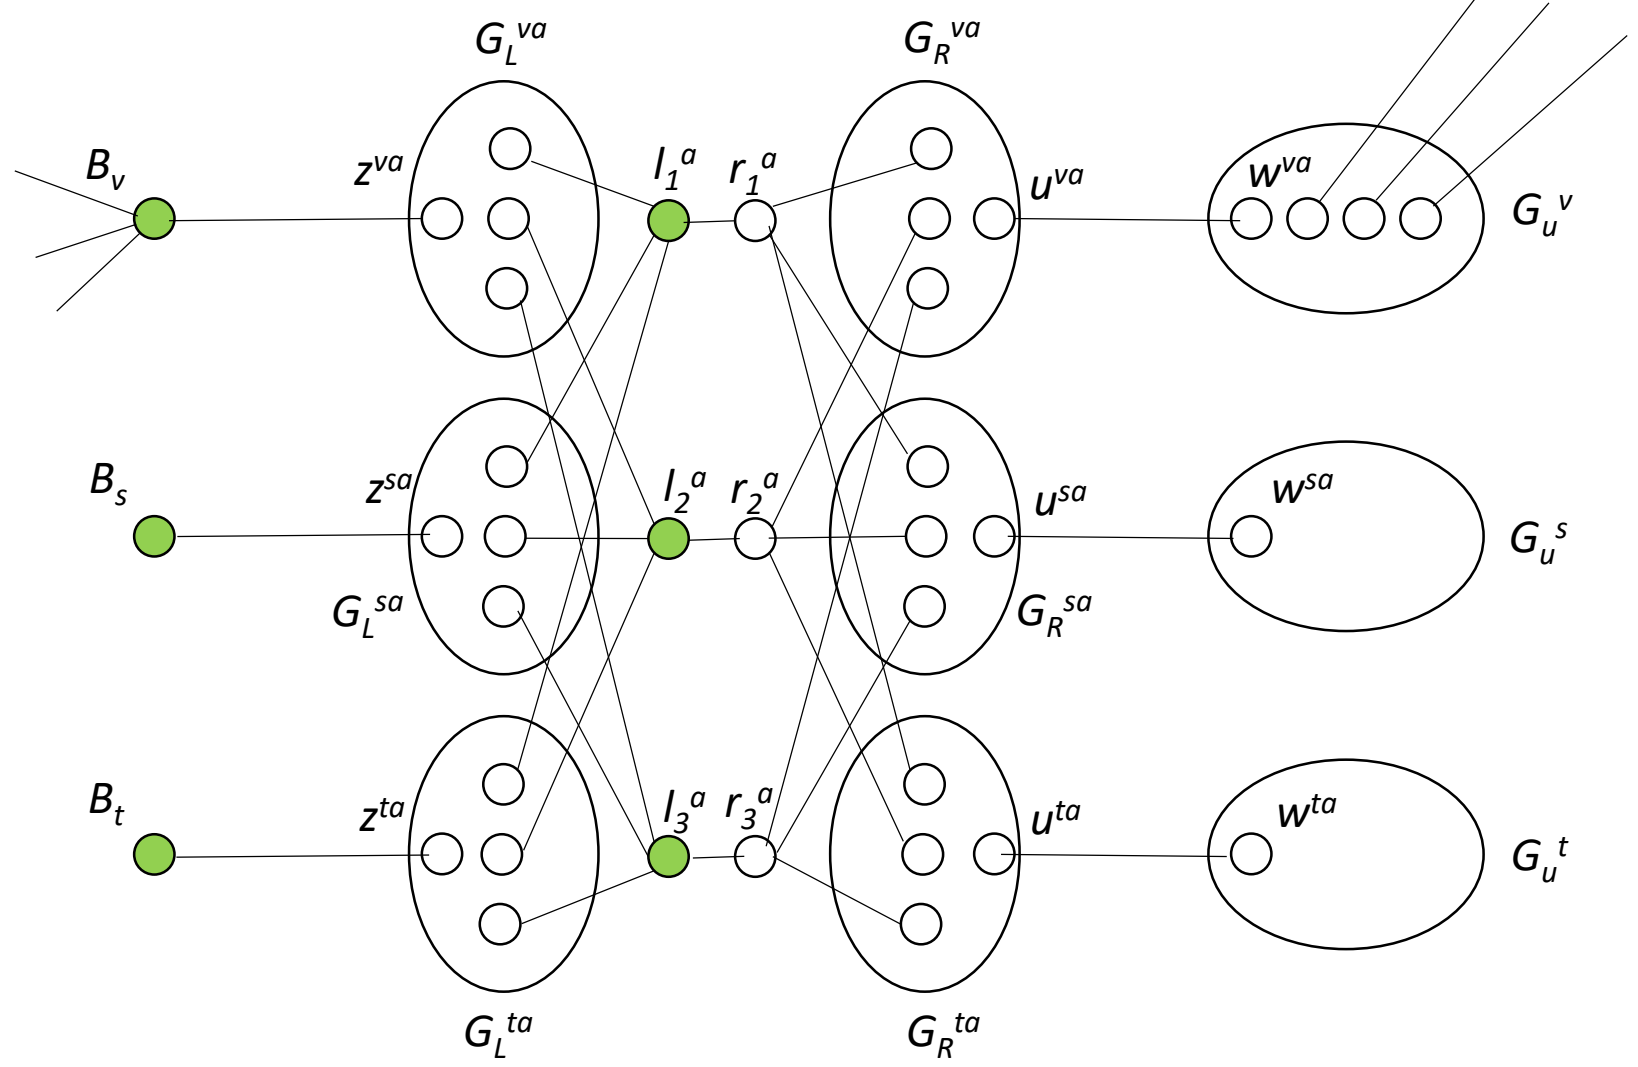 G_L^va
G_R^va
B_v
z^va
l_1^a
r_1^a
u^va
w^va
G_u^v
B_s
z^sa
l_2^a
r_2^a
u^sa
w^sa
G_u^s
G_L^sa
G_R^sa
B_t
z^ta
l_3^a
r_3^a
u^ta
w^ta
G_u^t
G_L^ta
G_R^ta